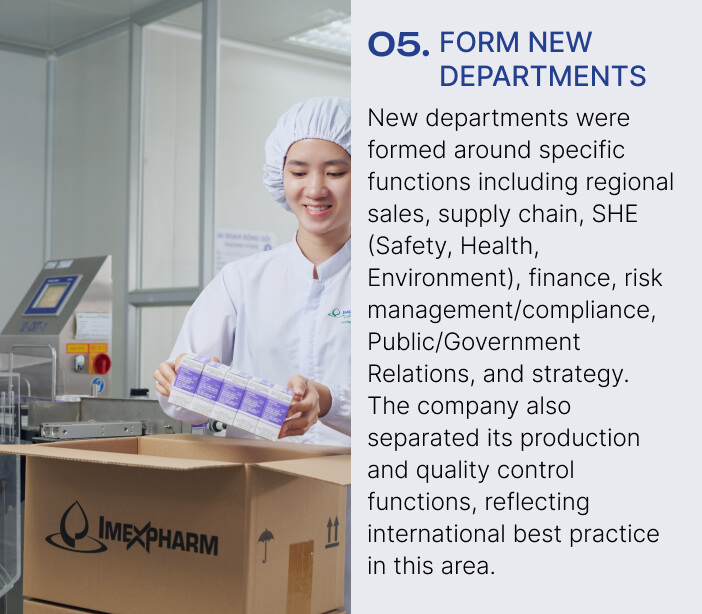 05. FORM NEW
DEPARTMENTS
New departments were
formed around specific
functions including regional
sales, supply chain, SHE
(Safety, Health,
Environment), finance, risk
management/compliance,
Public/Government
Relations, and strategy.
The company also
separated its production
and quality control
functions, reflecting
international best practice
in this area.
IMEXPHARM